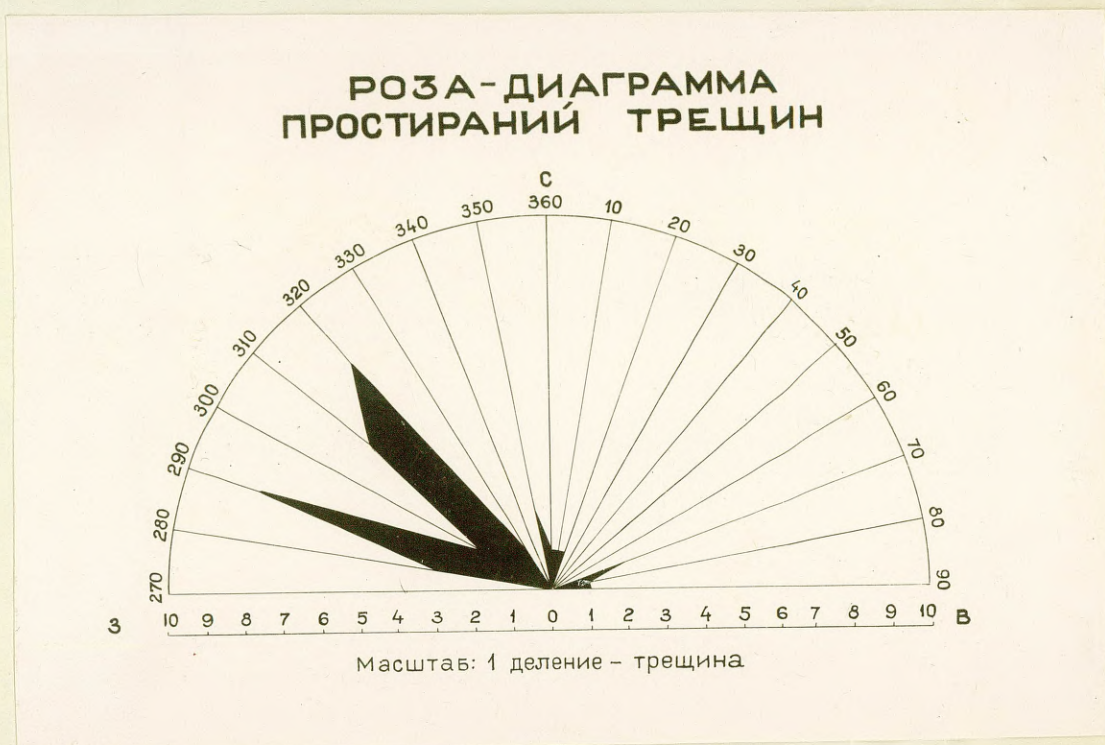 РОЗА-ДИАГРАММА
ПРОСТИРАНИЙ ТРЕЩИН
С
270 280 290 300 310 320 330 340 350 360 10 20 30 40 50 60 70 80 90
З 10 9 8 7 6 5 4 3 2 1 0 1 2 3 4 5 6 7 8 9 10 В
Масштаб: 1 деление – трещина